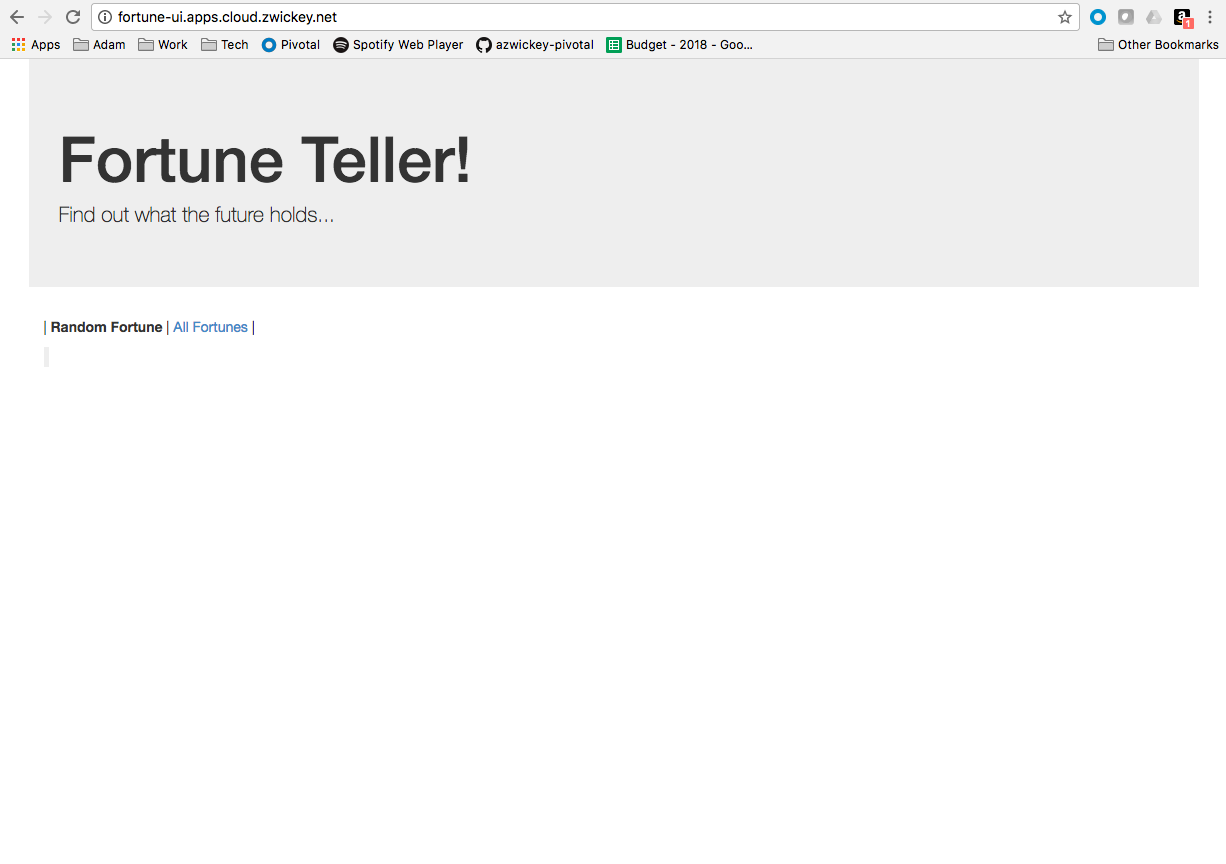 fortune-ui.apps.cloud.zwickey.net
a
1
Apps Adam Work Tech Pivotal Spotify Web Player azwickey-pivotal Budget - 2018 - Goo... Other Bookmarks
Fortune Teller!
Find out what the future holds...
| Random Fortune | All Fortunes |